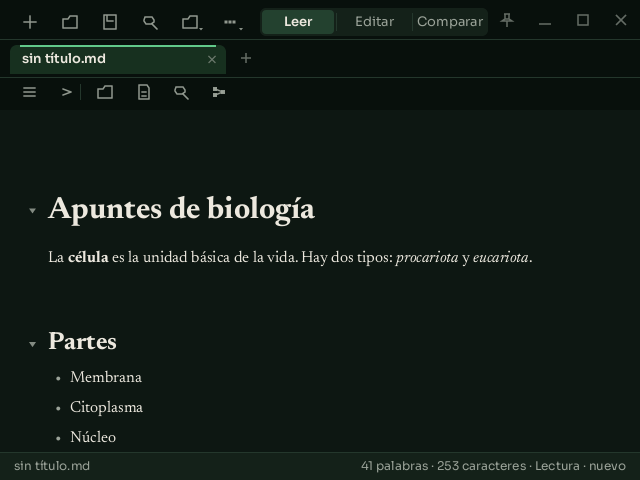 Leer Editar Comparar
sin título.md
Apuntes de biología
La célula es la unidad básica de la vida. Hay dos tipos: procariota y eucariota.
Partes
• Membrana
• Citoplasma
• Núcleo
sin título.md 41 palabras · 253 caracteres · Lectura · nuevo